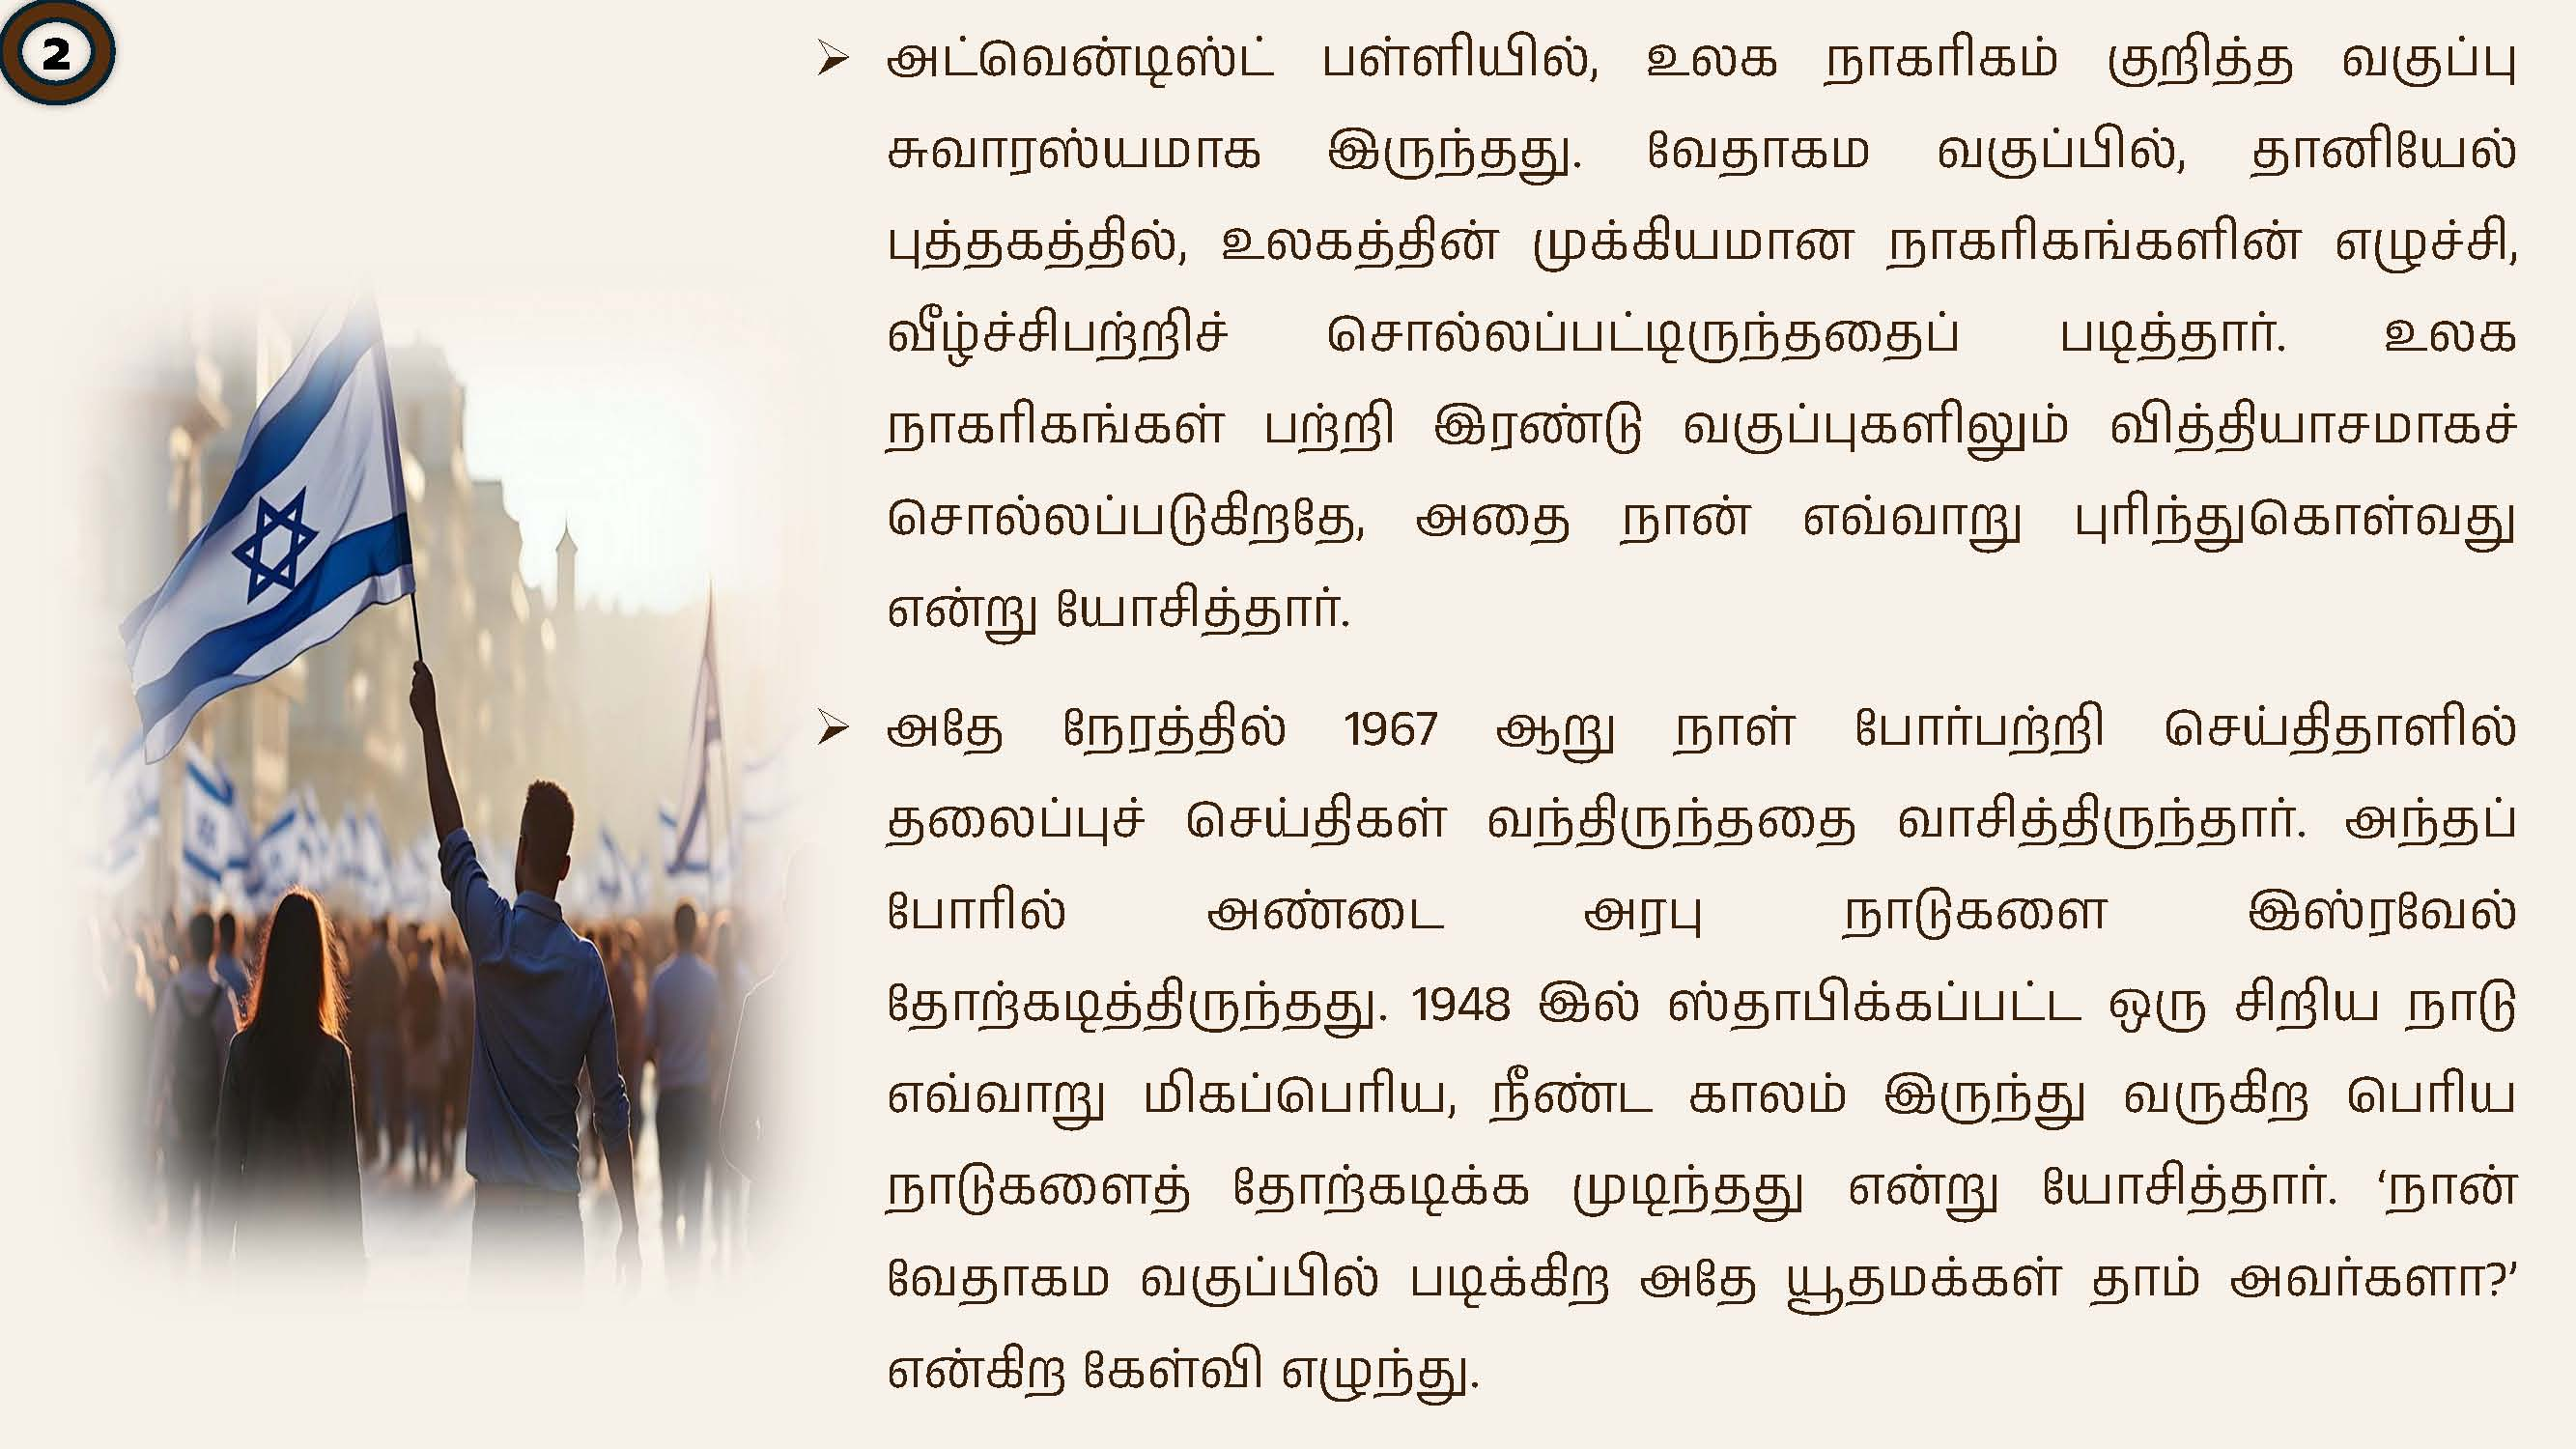 2
➢ அட்வென்டிஸ்ட் பள்ளியில், உலக நாகரிகம் குறித்த வகுப்பு
சுவாரஸ்யமாக இருந்தது. வேதாகம வகுப்பில், தானியேல்
புத்தகத்தில், உலகத்தின் முக்கியமான நாகரிகங்களின் எழுச்சி,
வீழ்ச்சிபற்றிச் சொல்லப்பட்டிருந்ததைப் படித்தார். உலக
நாகரிகங்கள் பற்றி இரண்டு வகுப்புகளிலும் வித்தியாசமாகச்
சொல்லப்படுகிறதே, அதை நான் எவ்வாறு புரிந்துகொள்வது
என்று யோசித்தார்.
➢ அதே நேரத்தில் 1967 ஆறு நாள் போர்பற்றி செய்திதாளில்
தலைப்புச் செய்திகள் வந்திருந்ததை வாசித்திருந்தார். அந்தப்
போரில் அண்டை அரபு நாடுகளை இஸ்ரவேல்
தோற்கடித்திருந்தது. 1948 இல் ஸ்தாபிக்கப்பட்ட ஒரு சிறிய நாடு
எவ்வாறு மிகப்பெரிய, நீண்ட காலம் இருந்து வருகிற பெரிய
நாடுகளைத் தோற்கடிக்க முடிந்தது என்று யோசித்தார். ‘நான்
வேதாகம வகுப்பில் படிக்கிற அதே யூதமக்கள் தாம் அவர்களா?’
என்கிற கேள்வி எழுந்து.